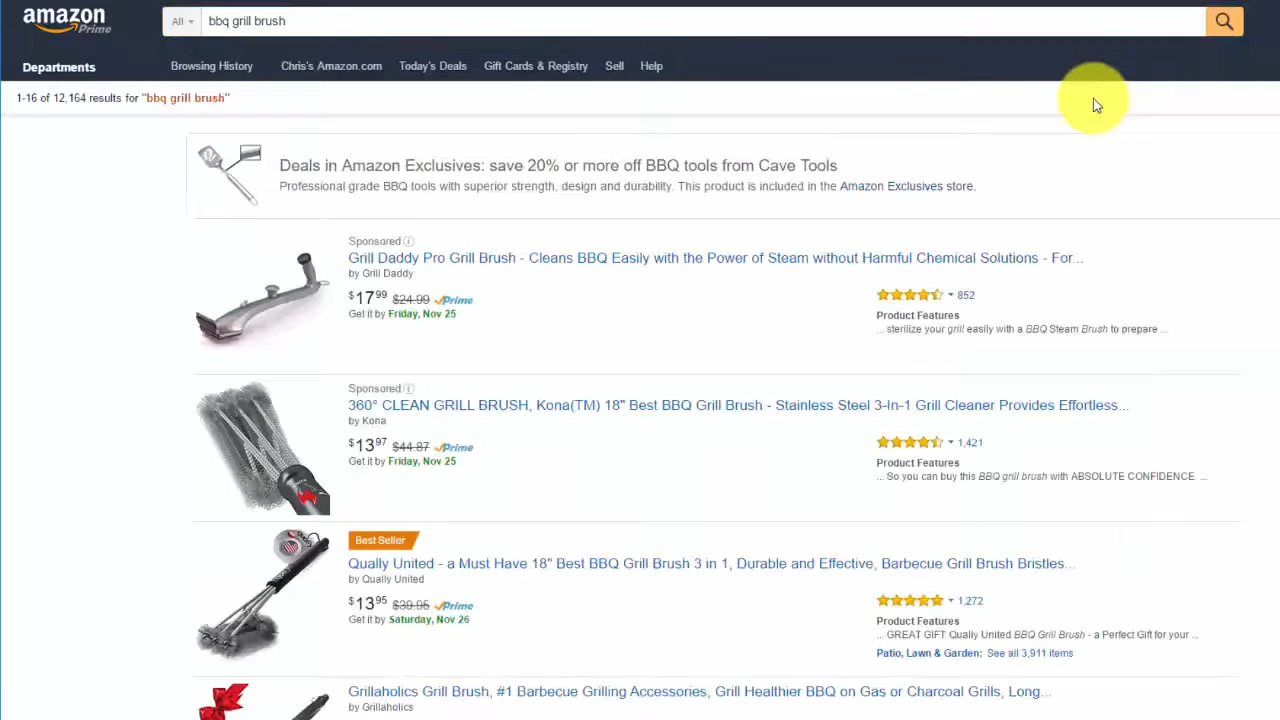 amazon
Prime
All
bbq grill brush
Departments
Browsing History
Chris's Amazon.com
Today's Deals
Gift Cards & Registry
Sell
Help
1-16 of 12,164 results for "bbq grill brush"
Deals in Amazon Exclusives: save 20% or more off BBQ tools from Cave Tools
Professional grade BBQ tools with superior strength, design and durability. This product is included in the Amazon Exclusives store.
Sponsored
Grill Daddy Pro Grill Brush - Cleans BBQ Easily with the Power of Steam without Harmful Chemical Solutions - For...
by Grill Daddy
$17.99 $24.99 Prime
Get it by Friday, Nov 25
852
Product Features
... sterilize your grill easily with a BBQ Steam Brush to prepare ...
Sponsored
360° CLEAN GRILL BRUSH, Kona(TM) 18" Best BBQ Grill Brush - Stainless Steel 3-In-1 Grill Cleaner Provides Effortless...
by Kona
$13.97 $44.87 Prime
Get it by Friday, Nov 25
1,421
Product Features
... So you can buy this BBQ grill brush with ABSOLUTE CONFIDENCE. ...
Best Seller
Qually United - a Must Have 18" Best BBQ Grill Brush 3 in 1, Durable and Effective, Barbecue Grill Brush Bristles...
by Qually United
$13.95 $39.95 Prime
Get it by Saturday, Nov 26
1,272
Product Features
... GREAT GIFT Qually United BBQ Grill Brush - a Perfect Gift for your ...
Patio, Lawn & Garden: See all 3,911 items
Grillaholics Grill Brush, #1 Barbecue Grilling Accessories, Grill Healthier BBQ on Gas or Charcoal Grills, Long...
by Grillaholics